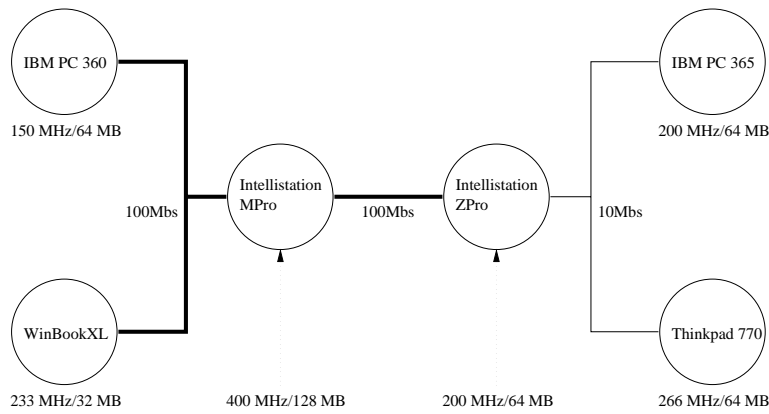 IBM PC 360
IBM PC 365
150 MHz/64 MB
200 MHz/64 MB
Intellistation
MPro
Intellistation
ZPro
100Mbs
100Mbs
10Mbs
WinBookXL
Thinkpad 770
233 MHz/32 MB
400 MHz/128 MB
200 MHz/64 MB
266 MHz/64 MB